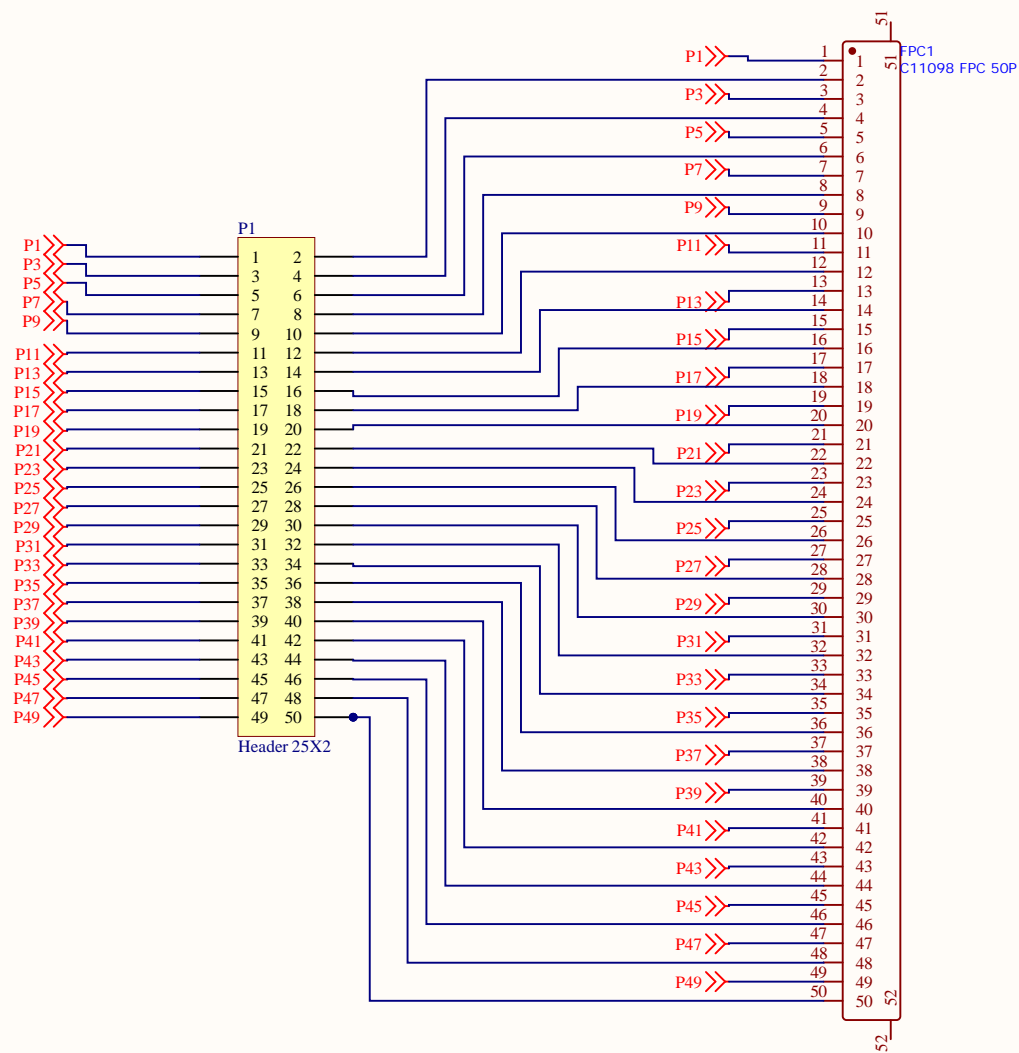 51
FPC1
C11098 FPC 50P
51
P1 1 1
2 2
P3 3 3
4 4
P5 5 5
6 6
P7 7 7
8 8
P9 9 9
10 10
P11 11 11
12 12
P13 13 13
14 14
P15 15 15
16 16
P17 17 17
18 18
P19 19 19
20 20
P21 21 21
22 22
P23 23 23
24 24
P25 25 25
26 26
P27 27 27
28 28
P29 29 29
30 30
P31 31 31
32 32
P33 33 33
34 34
P35 35 35
36 36
P37 37 37
38 38
P39 39 39
40 40
P41 41 41
42 42
P43 43 43
44 44
P45 45 45
46 46
P47 47 47
48 48
P49 49 49
50 50
52
52
P1
P1 1 2
P3 3 4
P5 5 6
P7 7 8
P9 9 10
P11 11 12
P13 13 14
P15 15 16
P17 17 18
P19 19 20
P21 21 22
P23 23 24
P25 25 26
P27 27 28
P29 29 30
P31 31 32
P33 33 34
P35 35 36
P37 37 38
P39 39 40
P41 41 42
P43 43 44
P45 45 46
P47 47 48
P49 49 50
Header 25X2